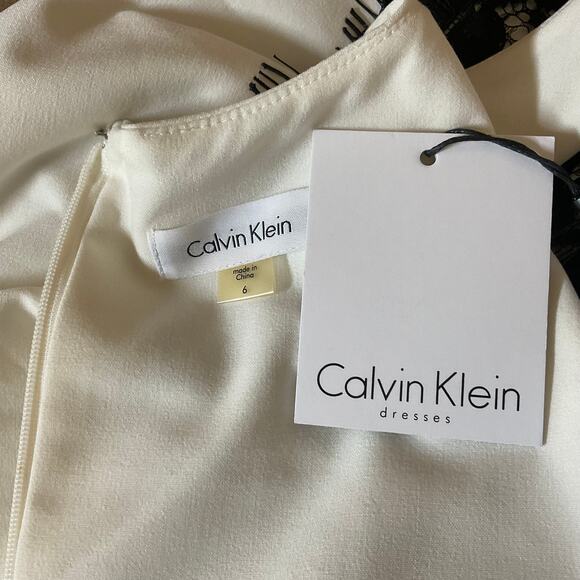 Calvin Klein
made in
China
6
Calvin Klein
dresses